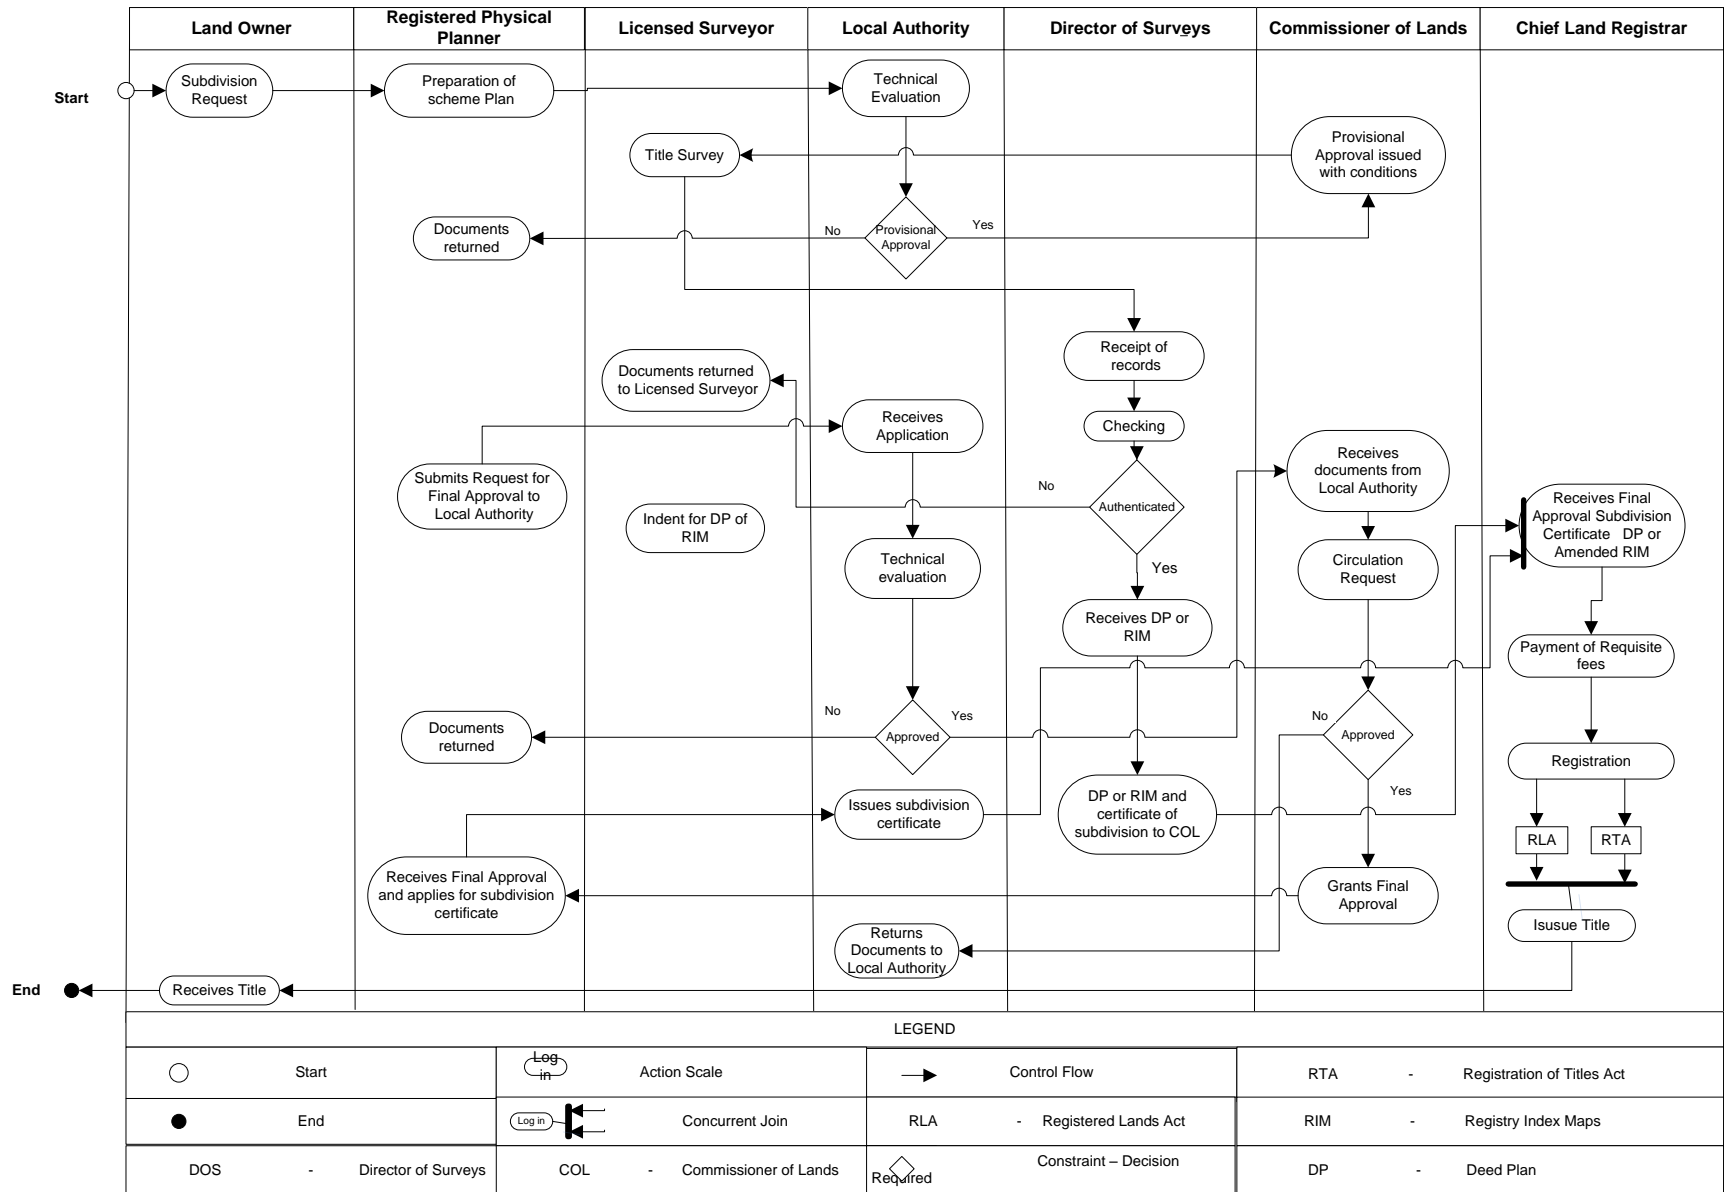 Land Owner
Registered Physical
Planner
Licensed Surveyor
Local Authority
Director of Surveys
Commissioner of Lands
Chief Land Registrar
Start
Subdivision
Request
Preparation of
scheme Plan
Technical
Evaluation
Title Survey
Provisional
Approval issued
with conditions
Documents
returned
No
Provisional
Approval
Yes
Receipt of
records
Documents returned
to Licensed Surveyor
Receives
Application
Checking
Receives
documents from
Local Authority
Submits Request for
Final Approval to
Local Authority
No
Authenticated
Receives Final
Approval Subdivision
Certificate DP or
Amended RIM
Indent for DP of
RIM
Technical
evaluation
Yes
Circulation
Request
Receives DP or
RIM
Payment of Requisite
fees
Documents
returned
No
Approved
Yes
No
Approved
Yes
Registration
Issues subdivision
certificate
DP or RIM and
certificate of
subdivision to COL
RLA
RTA
Receives Final Approval
and applies for subdivision
certificate
Grants Final
Approval
Returns
Documents to
Local Authority
Isusue Title
End
Receives Title
LEGEND
Start
Log
in
Action Scale
Control Flow
RTA - Registration of Titles Act
End
Log in
Concurrent Join
RLA - Registered Lands Act
RIM - Registry Index Maps
DOS - Director of Surveys
COL - Commissioner of Lands
Constraint – Decision
Required
DP - Deed Plan